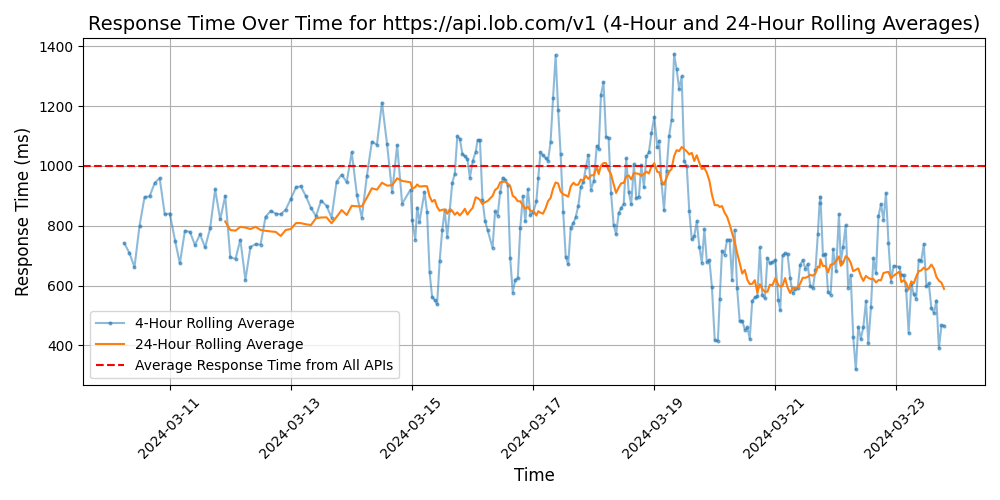 Response Time Over Time for https://api.lob.com/v1 (4-Hour and 24-Hour Rolling Averages)
Response Time (ms)
1400
1200
1000
800
600
400
4-Hour Rolling Average
24-Hour Rolling Average
Average Response Time from All APIs
2024-03-11
2024-03-13
2024-03-15
2024-03-17
2024-03-19
2024-03-21
2024-03-23
Time